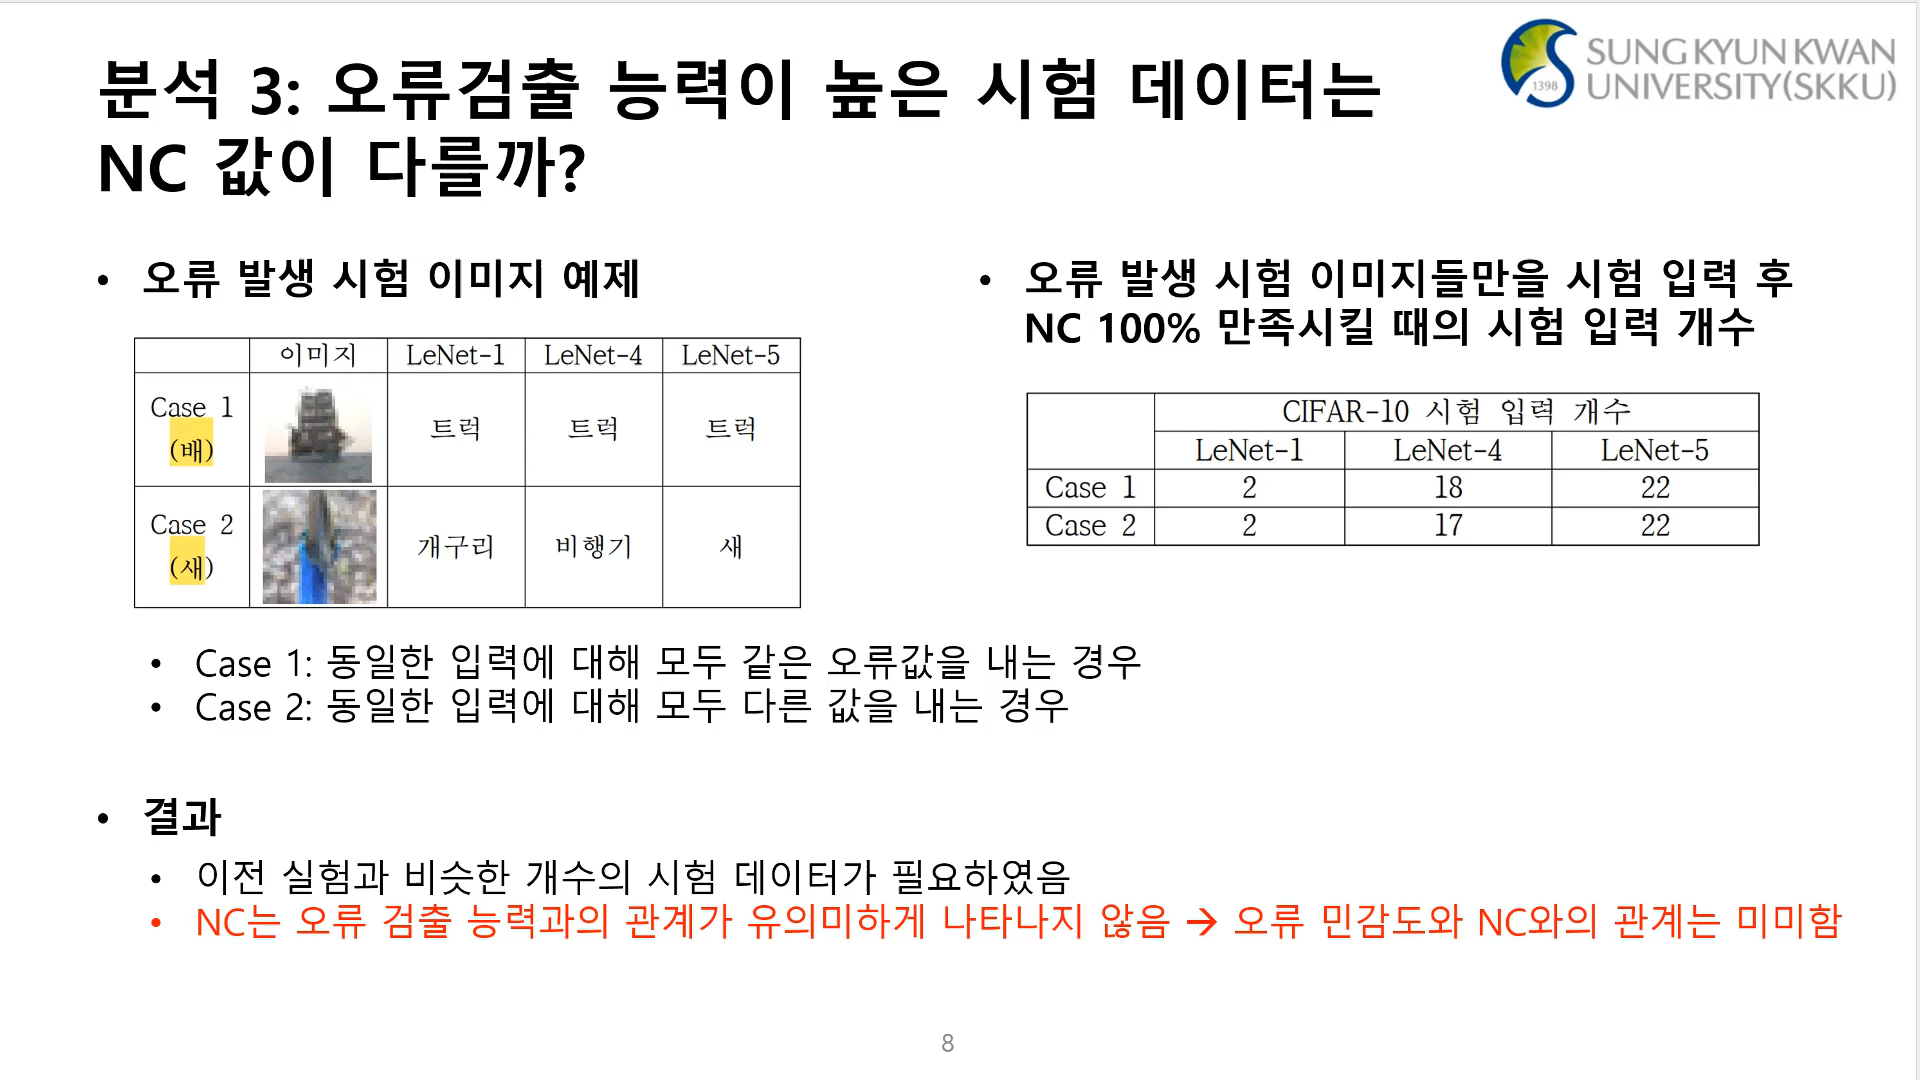 SUNG KYUN KWAN
UNIVERSITY(SKKU)
1398
분석 3: 오류검출 능력이 높은 시험 데이터는
NC 값이 다를까?
• 오류 발생 시험 이미지 예제
이미지 LeNet-1 LeNet-4 LeNet-5
Case 1
(배)
트럭 트럭 트럭
Case 2
(새)
개구리 비행기 새
• 오류 발생 시험 이미지들만을 시험 입력 후
NC 100% 만족시킬 때의 시험 입력 개수
CIFAR-10 시험 입력 개수
LeNet-1 LeNet-4 LeNet-5
Case 1 2 18 22
Case 2 2 17 22
• Case 1: 동일한 입력에 대해 모두 같은 오류값을 내는 경우
• Case 2: 동일한 입력에 대해 모두 다른 값을 내는 경우
• 결과
• 이전 실험과 비슷한 개수의 시험 데이터가 필요하였음
• NC는 오류 검출 능력과의 관계가 유의미하게 나타나지 않음 → 오류 민감도와 NC와의 관계는 미미함
8